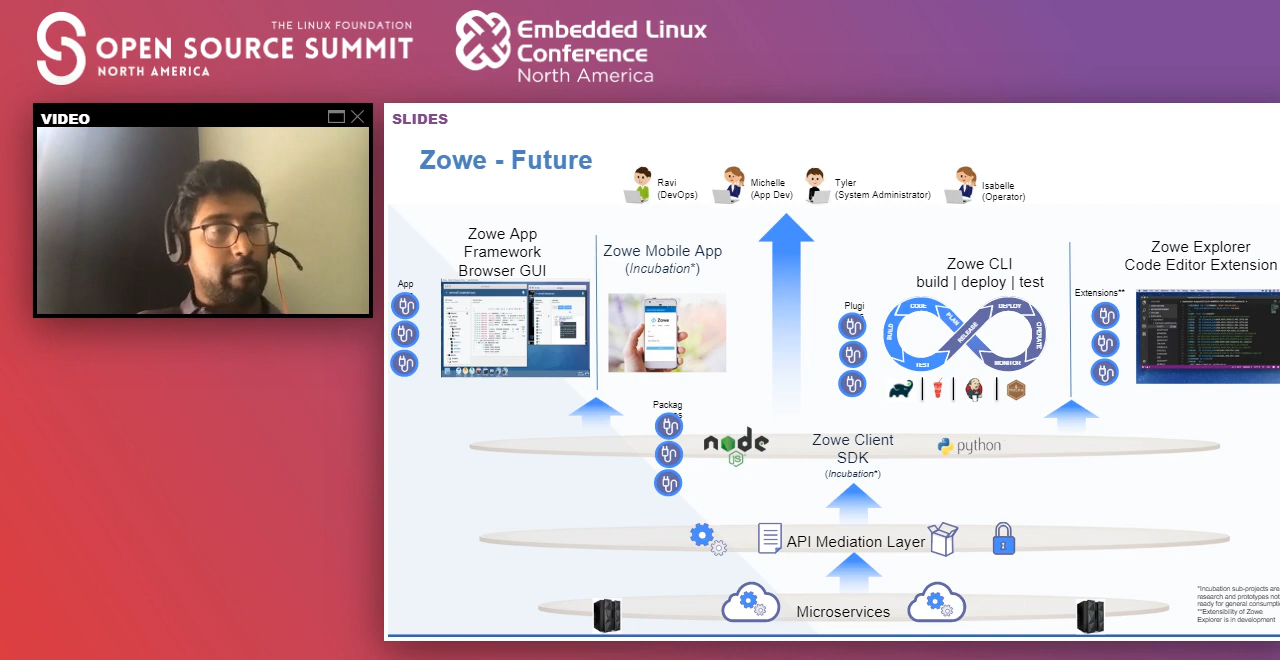 THE LINUX FOUNDATION
OPEN SOURCE SUMMIT
NORTH AMERICA
Embedded Linux
Conference
North America
VIDEO
SLIDES
Zowe - Future
Ravi
(DevOps)
Michelle
(App Dev)
Tyler
(System Administrator)
Isabelle
(Operator)
Zowe App
Framework
Browser GUI
App
Zowe Mobile App
(Incubation*)
Zowe
Plugi
Zowe CLI
build | deploy | test
CODE
BUILD
PLAN
TEST
RELEASE
DEPLOY
OPERATE
MONITOR
Zowe Explorer
Code Editor Extension
Extensions**
Packag
es
node
JS
Zowe Client
SDK
(Incubation*)
python
API Mediation Layer
Microservices
*Incubation sub-projects are
research and prototypes not
ready for general consumpti
**Extensibility of Zowe
Explorer is in development